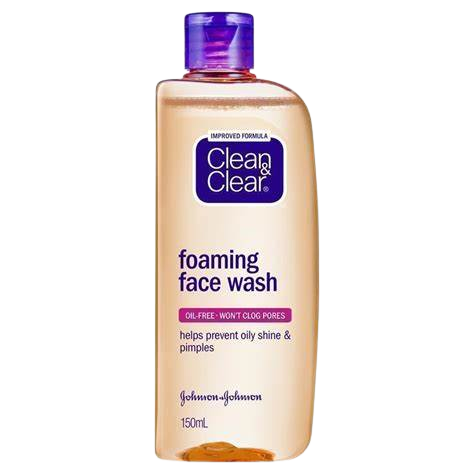 IMPROVED FORMULA
Clean &
Clear®
foaming
face wash
OIL-FREE · WON'T CLOG PORES
helps prevent oily shine &
pimples
Johnson & Johnson
150mL